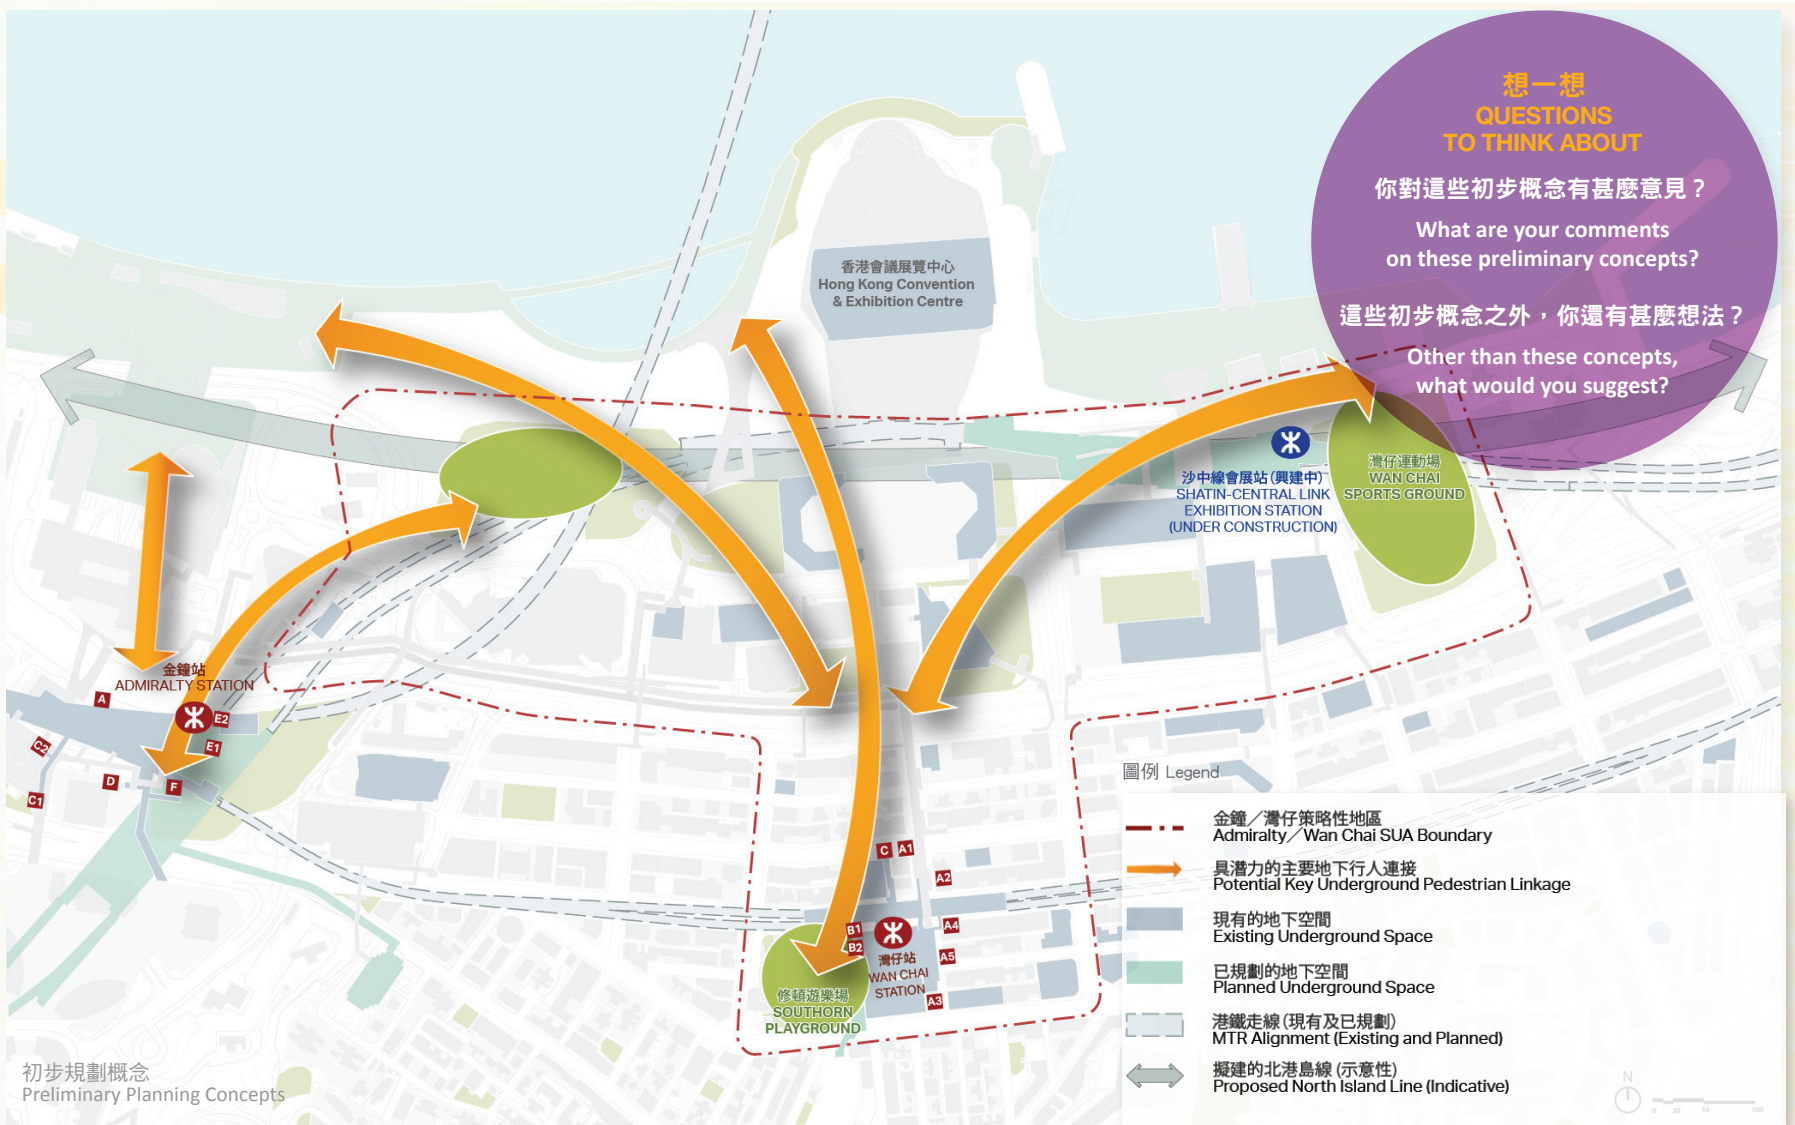 想一想
QUESTIONS
TO THINK ABOUT
你對這些初步概念有甚麼意見？
What are your comments
on these preliminary concepts?
這些初步概念之外，你還有甚麼想法？
Other than these concepts,
what would you suggest?
香港會議展覽中心
Hong Kong Convention
& Exhibition Centre
沙中線會展站(興建中)
SHATIN-CENTRAL LINK
EXHIBITION STATION
(UNDER CONSTRUCTION)
灣仔運動場
WAN CHAI
SPORTS GROUND
金鐘站
ADMIRALTY STATION
A
E2
E1
C2
D
F
C1
C
A1
A2
B1
A4
B2
A5
A3
灣仔站
WAN CHAI
STATION
修頓遊樂場
SOUTHORN
PLAYGROUND
圖例 Legend
金鐘／灣仔策略性地區
Admiralty／Wan Chai SUA Boundary
具潛力的主要地下行人連接
Potential Key Underground Pedestrian Linkage
現有的地下空間
Existing Underground Space
已規劃的地下空間
Planned Underground Space
港鐵走線(現有及已規劃)
MTR Alignment (Existing and Planned)
擬建的北港島線 (示意性)
Proposed North Island Line (Indicative)
初步規劃概念
Preliminary Planning Concepts
N
0 20 50 100